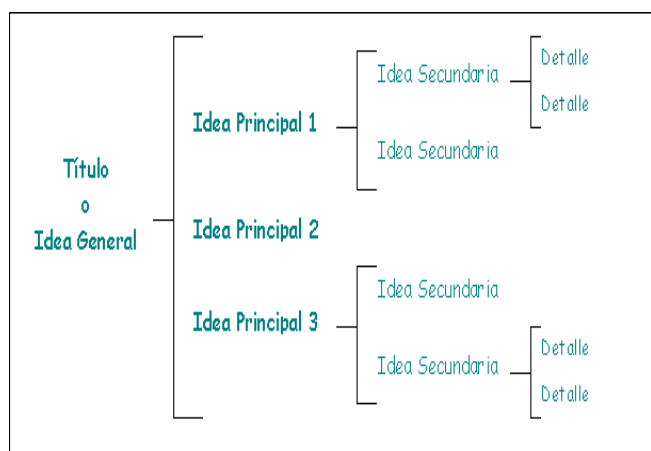 Título
o
Idea General
Idea Principal 1
Idea Secundaria
Detalle
Detalle
Idea Secundaria
Idea Principal 2
Idea Principal 3
Idea Secundaria
Idea Secundaria
Detalle
Detalle